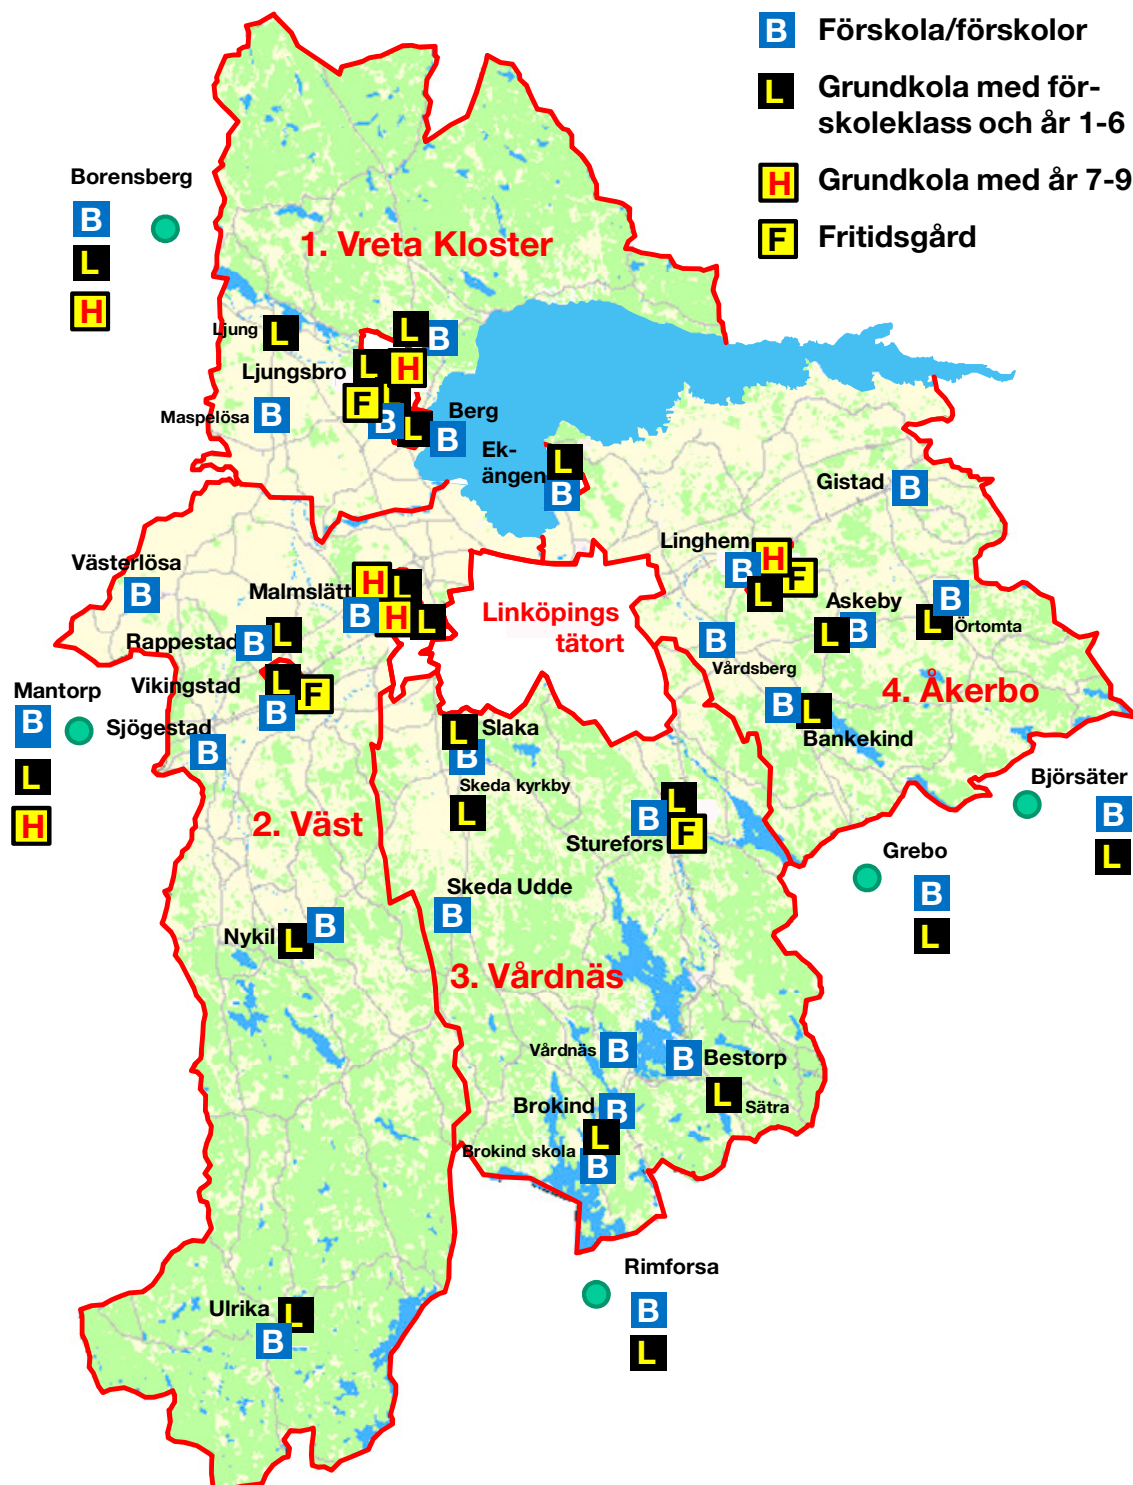 B Förskola/förskolor
L Grundkola med för-
skoleklass och år 1-6
H Grundkola med år 7-9
F Fritidsgård
Borensberg
B
L
H
1. Vreta Kloster
Ljung L
L B
Ljungsbro L H
F L
B
Maspelösa B
L B Berg
Ek-
ängen L
B
Gistad B
Linghem H
B F
L
Västerlösa
B
Malmslätt H L
B H L
Linköpings
tätort
Askeby
L B
B
L Örtomta
Rappestad B L
B
Vårdsberg
Vikingstad L F
B
4. Åkerbo
Mantorp
B
L
H
Sjögestad
B
B L
Bankekind
L Slaka
B
Skeda kyrkby
L
Björsäter
B
L
2. Väst
L
B F
Sturefors
Grebo
B
L
Skeda Udde
B
Nykil L B
3. Vårdnäs
Vårdnäs B
B Bestorp
L Sätra
Brokind B
L
Brokind skola
B
Rimforsa
B
L
Ulrika L
B